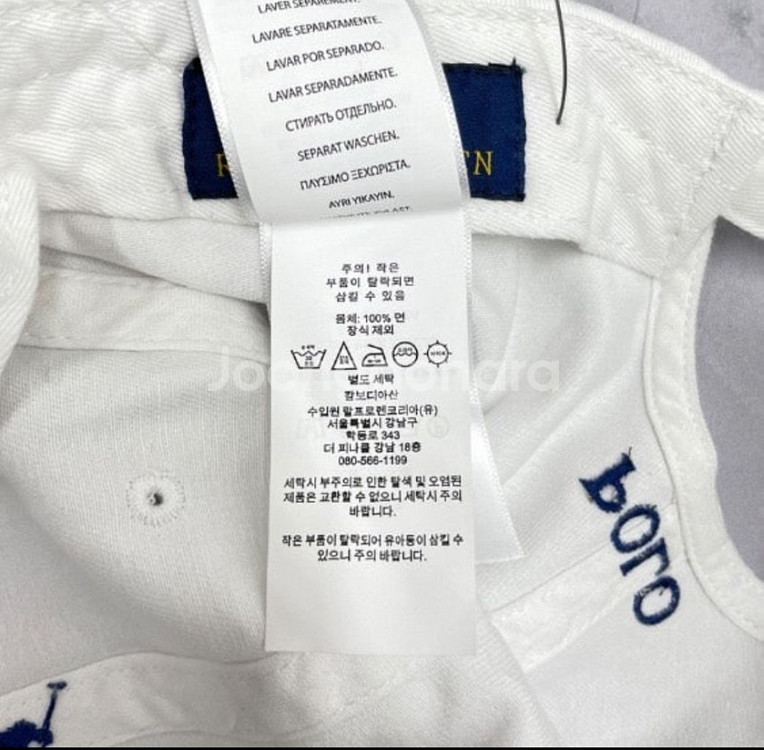 LAVER SÉPARÉMENT.
LAVARE SEPARATAMENTE.
LAVAR POR SEPARADO.
LAVAR SEPARADAMENTE.
СТИРАТЬ ОТДЕЛЬНО.
SEPARAT WASCHEN.
ΠΛΥΣΙΜΟ ΞΕΧΩΡΙΣΤΑ.
AYRI YIKAYIN.
주의! 작은
부품이 탈락되면
삼킬 수 있음
몸체: 100% 면
장식 제외
별도 세탁
캄보디아산
수입원 랄프로렌코리아(유)
서울특별시 강남구
학동로 343
더 피나클 강남 18층
080-566-1199
세탁시 부주의로 인한 탈색 및 오염된
제품은 교환할 수 없으니 세탁시 주의
바랍니다.
작은 부품이 탈락되어 유아동이 삼킬 수
있으니 주의 바랍니다.
POLO